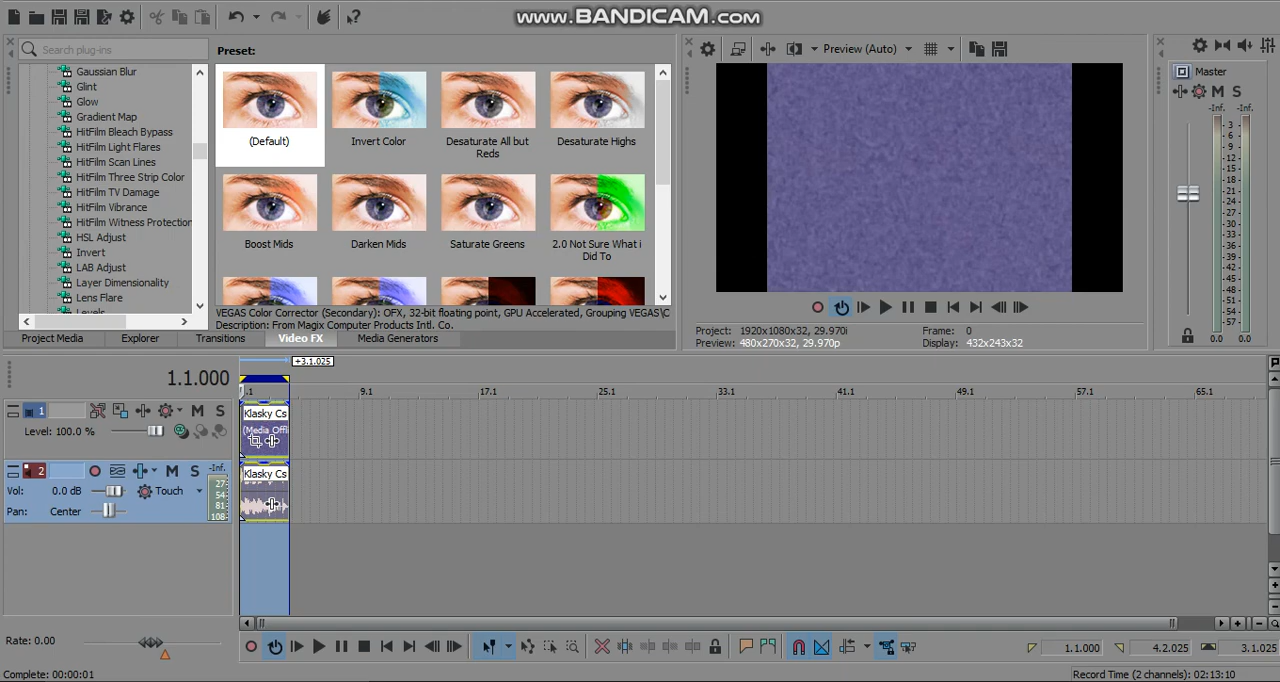 www.BANDICAM.com
Search plug-ins
Preset:
Preview (Auto)
Master
Gaussian Blur
Glint
Glow
Gradient Map
HitFilm Bleach Bypass
HitFilm Light Flares
HitFilm Scan Lines
HitFilm Three Strip Color
HitFilm TV Damage
HitFilm Vibrance
HitFilm Witness Protection
HSL Adjust
Invert
LAB Adjust
Layer Dimensionality
Lens Flare
Levels
(Default)
Invert Color
Desaturate All but
Reds
Desaturate Highs
Boost Mids
Darken Mids
Saturate Greens
2.0 Not Sure What i
Did To
VEGAS Color Corrector (Secondary): OFX, 32-bit floating point, GPU Accelerated, Grouping VEGAS\C
Description: From Magix Computer Products Intl. Co.
Project Media
Explorer
Transitions
Video FX
Media Generators
Project: 1920x1080x32, 29.970i
Preview: 480x270x32, 29.970p
Frame: 0
Display: 432x243x32
M S
-Inf. -Inf.
3
6
9
12
15
18
21
24
27
30
33
36
39
42
45
48
51
54
57
0.0 0.0
+3.1.025
1.1.000
.1
9.1
17.1
25.1
33.1
41.1
49.1
57.1
65.1
1
M S
Level: 100.0 %
Klasky Cs
(Media Offli
2
M S
-Inf.
Vol: 0.0 dB
Touch
Pan: Center
27
54
81
108
Klasky Cs
Rate: 0.00
1.1.000
4.2.025
3.1.025
Complete: 00:00:01
Record Time (2 channels): 02:13:10